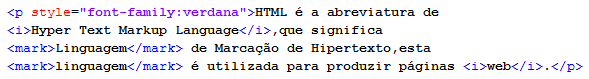 <p style="font-family:verdana">HTML é a abreviatura de
<i>Hyper Text Markup Language</i>,que significa
<mark>Linguagem</mark> de Marcação de Hipertexto,esta
<mark>linguagem</mark> é utilizada para produzir páginas <i>web</i>.</p>